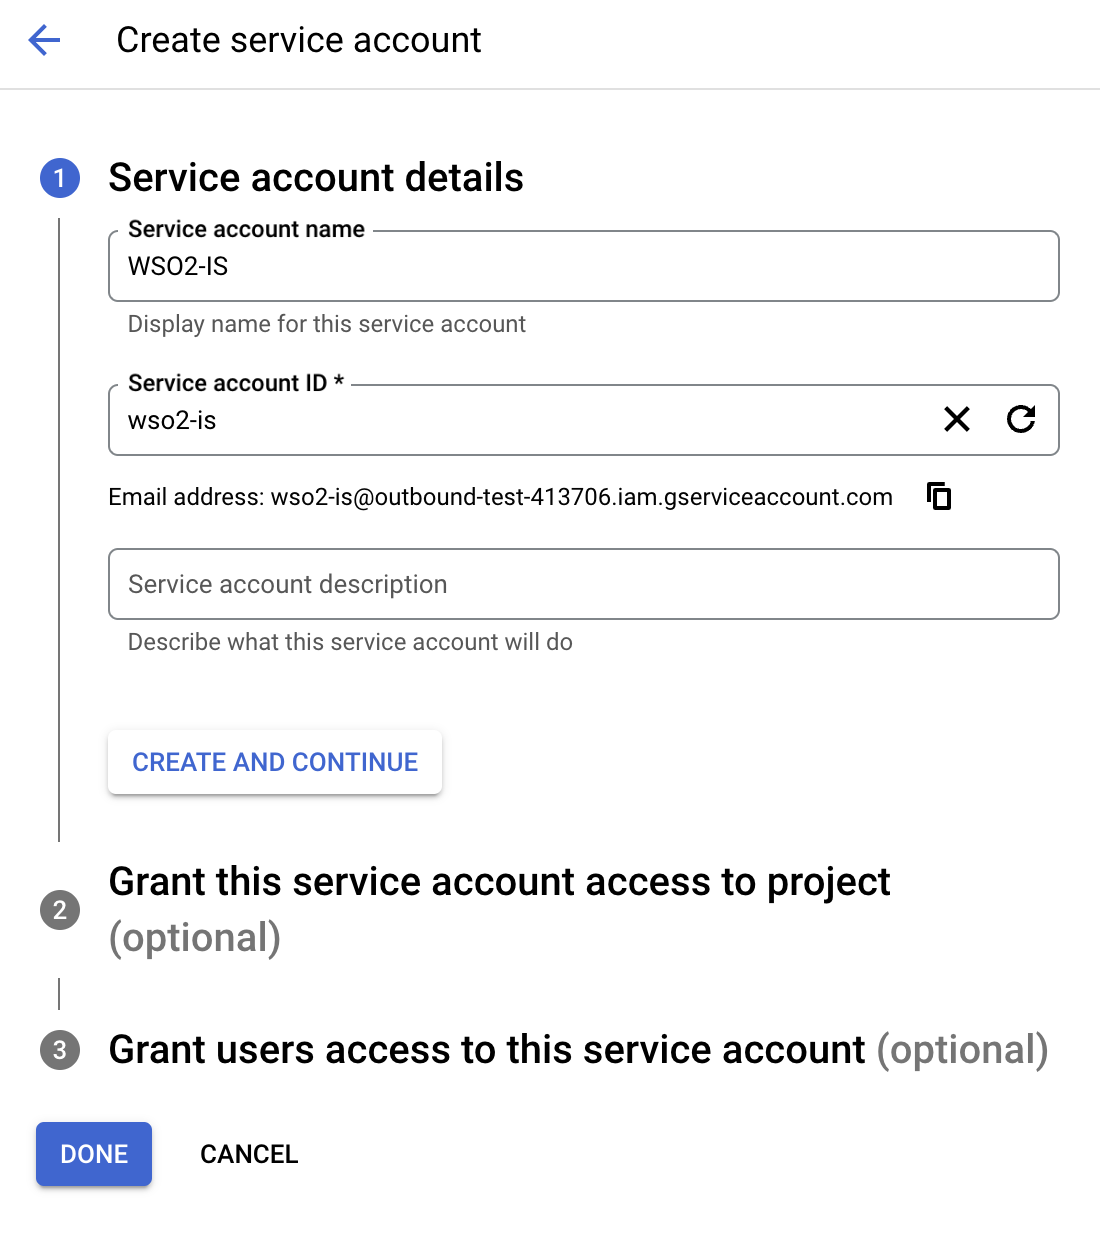 Create service account
1 Service account details
Service account name
WSO2-IS
Display name for this service account
Service account ID *
wso2-is
Email address: wso2-is@outbound-test-413706.iam.gserviceaccount.com
Service account description
Describe what this service account will do
CREATE AND CONTINUE
2 Grant this service account access to project
(optional)
3 Grant users access to this service account (optional)
DONE CANCEL